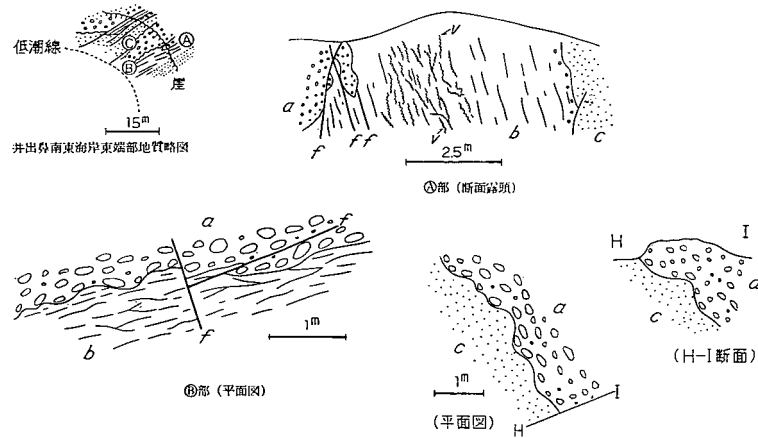 低潮線
Ⓐ
Ⓒ
Ⓑ
崖
15m
井出鼻南東海岸東端部地質略図
a
f
f f
v
v
b
c
2.5m
Ⓐ部(断面露頭)
a
f
b
f
1m
Ⓑ部(平面図)
a
c
1m
(平面図)
H
I
H
I
a
c
(H-I断面)